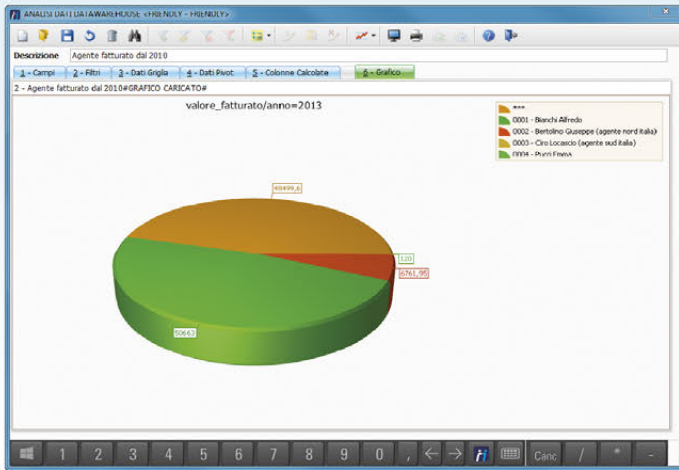 ANALISI DATI DATAWAREHOUSE <FRIENDLY - FRIENDLY>
Descrizione Agente fatturato dal 2010
1 - Campi 2 - Filtri 3 - Dati Griglia 4 - Dati Pivot 5 - Colonne Calcolate 6 - Grafico
2 - Agente fatturato dal 2010#GRAFICO CARICATO#
valore_fatturato/anno=2013
***
0001 - Bianchi Alfredo
0002 - Bertolino Giuseppe (agente nord italia)
0003 - Ciro Locascio (agente sud italia)
0004 - Pucci Emma
48499,6
120
6761,95
50663
1 2 3 4 5 6 7 8 9 0 , ← → Canc / * -